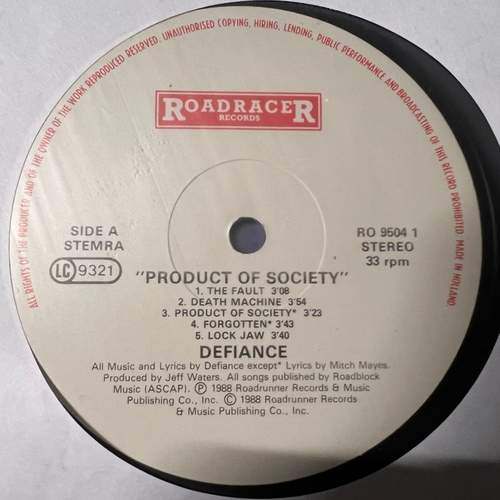 ALL RIGHTS OF THE PRODUCER AND OF THE OWNER OF THE WORK REPRODUCED RESERVED. UNAUTHORISED COPYING, HIRING, LENDING, PUBLIC PERFORMANCE AND BROADCASTING OF THIS RECORD PROHIBITED. MADE IN HOLLAND.
ROADRACER
RECORDS
SIDE A
STEMRA
LC 9321
RO 9504 1
STEREO
33 rpm
"PRODUCT OF SOCIETY"
1. THE FAULT 3'08
2. DEATH MACHINE 3'54
3. PRODUCT OF SOCIETY* 3'23
4. FORGOTTEN* 3'43
5. LOCK JAW 3'40
DEFIANCE
All Music and Lyrics by Defiance except* Lyrics by Mitch Mayes.
Produced by Jeff Waters. All songs published by Roadblock
Music (ASCAP). Ⓟ 1988 Roadrunner Records & Music
Publishing Co., Inc. © 1988 Roadrunner Records
& Music Publishing Co., Inc.